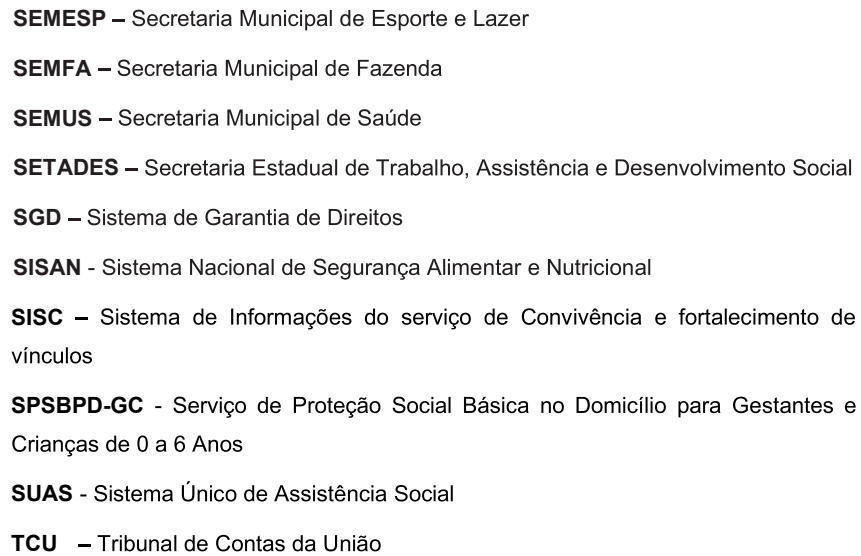 SEMESP – Secretaria Municipal de Esporte e Lazer
SEMFA – Secretaria Municipal de Fazenda
SEMUS – Secretaria Municipal de Saúde
SETADES – Secretaria Estadual de Trabalho, Assistência e Desenvolvimento Social
SGD – Sistema de Garantia de Direitos
SISAN - Sistema Nacional de Segurança Alimentar e Nutricional
SISC – Sistema de Informações do serviço de Convivência e fortalecimento de
vínculos
SPSBPD-GC - Serviço de Proteção Social Básica no Domicílio para Gestantes e
Crianças de 0 a 6 Anos
SUAS - Sistema Único de Assistência Social
TCU – Tribunal de Contas da União